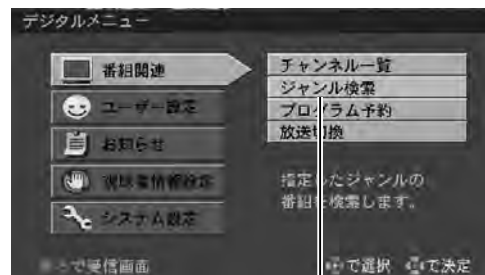 デジタルメニュー
番組関連
ユーザー設定
お知らせ
視聴者情報設定
システム設定
チャンネル一覧
ジャンル検索
プログラム予約
放送切換
指定したジャンルの
番組を検索します。
で受信画面
で選択 で決定